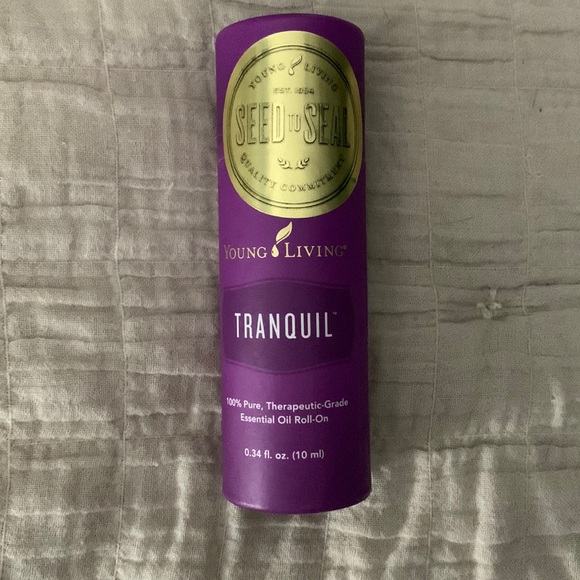 YOUNG LIVING
EST. 1994
SEED TO SEAL
QUALITY COMMITMENT
YOUNG LIVING®
TRANQUIL™
100% Pure, Therapeutic-Grade
Essential Oil Roll-On
0.34 fl. oz. (10 ml)